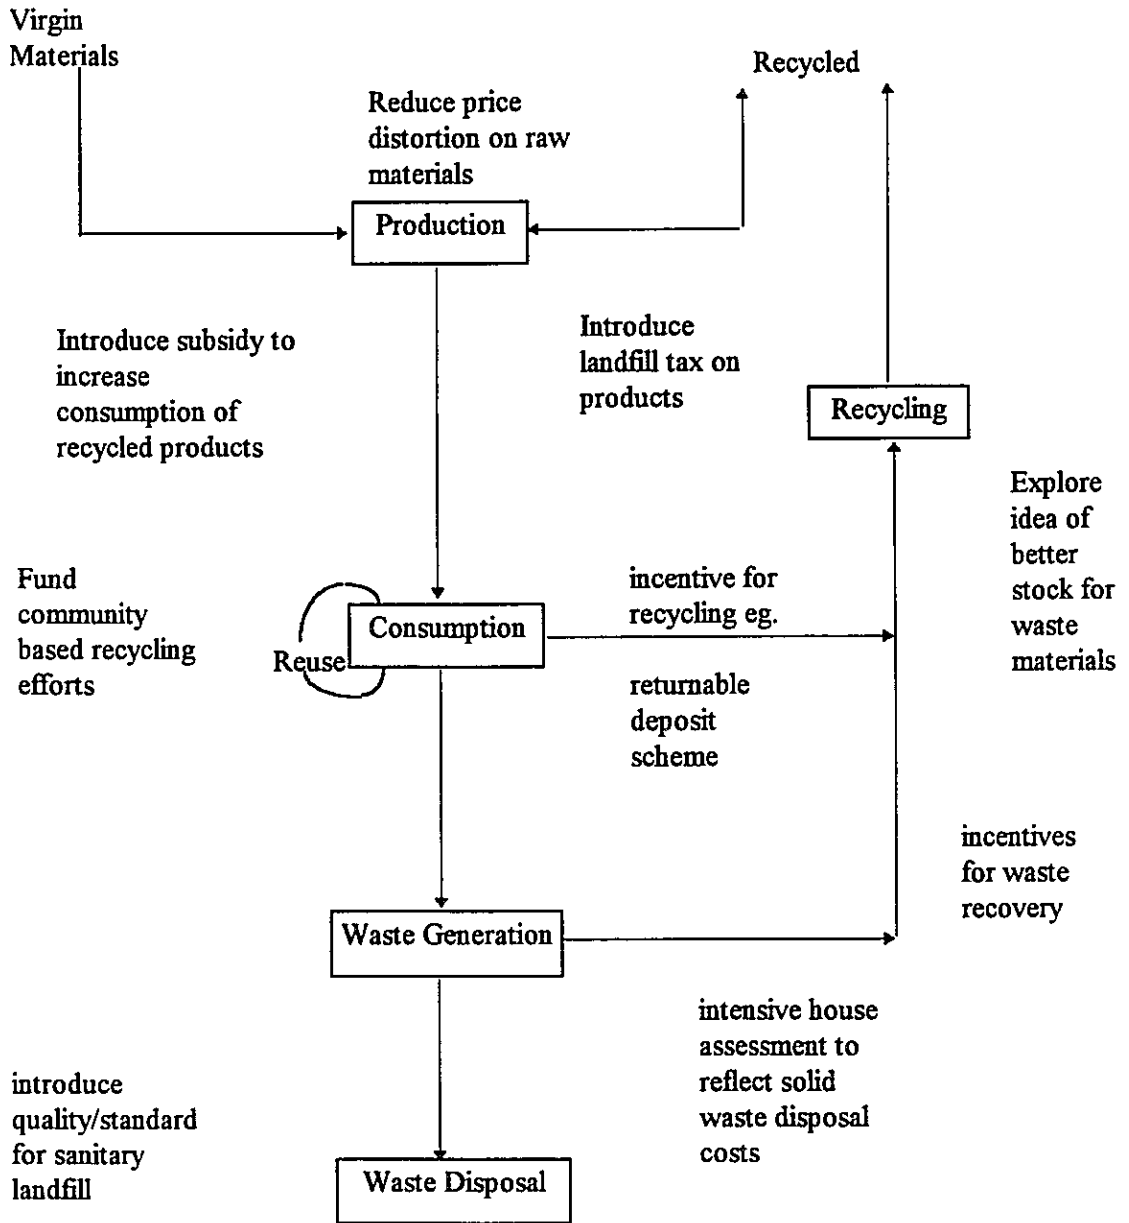 Virgin
Materials
Recycled
Reduce price
distortion on raw
materials
Production
Introduce subsidy to
increase
consumption of
recycled products
Introduce
landfill tax on
products
Recycling
Explore
idea of
better
stock for
waste
materials
Fund
community
based recycling
efforts
Reuse
Consumption
incentive for
recycling eg.
returnable
deposit
scheme
incentives
for waste
recovery
Waste Generation
intensive house
assessment to
reflect solid
waste disposal
costs
introduce
quality/standard
for sanitary
landfill
Waste Disposal